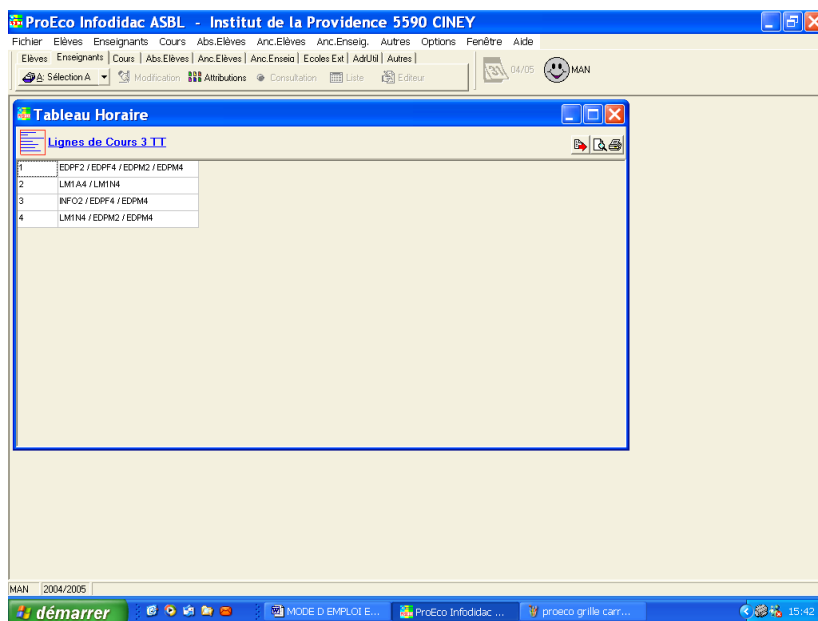 ProEco Infodidac ASBL - Institut de la Providence 5590 CINEY
Fichier Elèves Enseignants Cours Abs.Elèves Anc.Elèves Anc.Enseig. Autres Options Fenêtre Aide
Elèves Enseignants Cours Abs.Elèves Anc.Elèves Anc.Enseig Ecoles Ext AdrUtil Autres
A: Sélection A Modification Attributions Consultation Liste Editeur 31 04/05 MAN
Tableau Horaire
Lignes de Cours 3 TT
1 EDPF2 / EDPF4 / EDPM2 / EDPM4
2 LM1A4 / LM1N4
3 INFO2 / EDPF4 / EDPM4
4 LM1N4 / EDPM2 / EDPM4
MAN 2004/2005
démarrer MODE D EMPLOI E... ProEco Infodidac ... proeco grille carr... 15:42